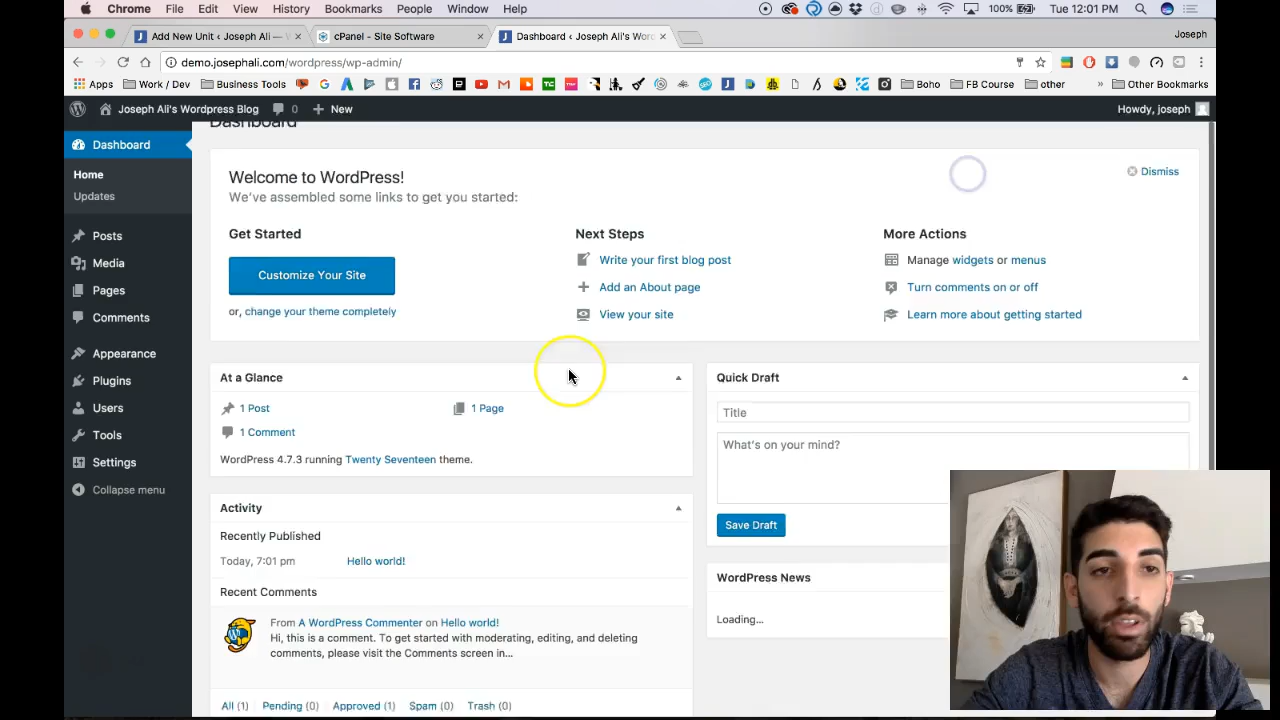 Chrome File Edit View History Bookmarks People Window Help 100% Tue 12:01 PM
Add New Unit ‹ Joseph Ali's W cPanel - Site Software Dashboard ‹ Joseph Ali's Wor Joseph
demo.josephali.com/wordpress/wp-admin/
Apps Work / Dev Business Tools Boho FB Course other » Other Bookmarks
Joseph Ali's Wordpress Blog 0 + New Howdy, joseph
Dashboard
Home
Updates
Posts
Media
Pages
Comments
Appearance
Plugins
Users
Tools
Settings
Collapse menu
Dashboard
Welcome to WordPress!
Dismiss
We've assembled some links to get you started:
Get Started
Customize Your Site
or, change your theme completely
Next Steps
Write your first blog post
Add an About page
View your site
More Actions
Manage widgets or menus
Turn comments on or off
Learn more about getting started
At a Glance
1 Post 1 Page
1 Comment
WordPress 4.7.3 running Twenty Seventeen theme.
Activity
Recently Published
Today, 7:01 pm Hello world!
Recent Comments
From A WordPress Commenter on Hello world!
Hi, this is a comment. To get started with moderating, editing, and deleting
comments, please visit the Comments screen in...
All (1) Pending (0) Approved (1) Spam (0) Trash (0)
Quick Draft
Title
What's on your mind?
Save Draft
WordPress News
Loading...